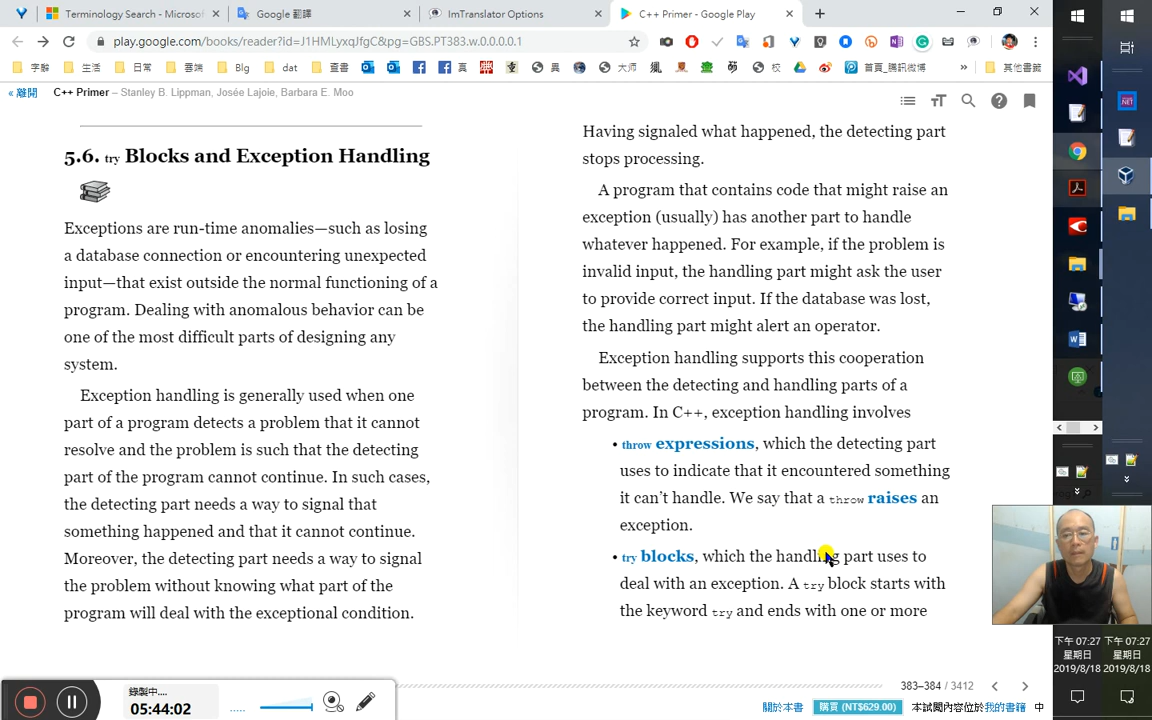 Terminology Search - Microsof
Google 翻譯
ImTranslator Options
C++ Primer - Google Play
play.google.com/books/reader?id=J1HMLyxqJfgC&pg=GBS.PT383.w.0.0.0.0.1
字辭
生活
日常
雲端
Blg
dat
查書
真
異
大师
校
首頁_騰訊微博
»
其他書籤
« 離開
C++ Primer – Stanley B. Lippman, Josée Lajoie, Barbara E. Moo
5.6. try Blocks and Exception Handling
Exceptions are run-time anomalies—such as losing
a database connection or encountering unexpected
input—that exist outside the normal functioning of a
program. Dealing with anomalous behavior can be
one of the most difficult parts of designing any
system.
Exception handling is generally used when one
part of a program detects a problem that it cannot
resolve and the problem is such that the detecting
part of the program cannot continue. In such cases,
the detecting part needs a way to signal that
something happened and that it cannot continue.
Moreover, the detecting part needs a way to signal
the problem without knowing what part of the
program will deal with the exceptional condition.
Having signaled what happened, the detecting part
stops processing.
A program that contains code that might raise an
exception (usually) has another part to handle
whatever happened. For example, if the problem is
invalid input, the handling part might ask the user
to provide correct input. If the database was lost,
the handling part might alert an operator.
Exception handling supports this cooperation
between the detecting and handling parts of a
program. In C++, exception handling involves
• throw expressions, which the detecting part
uses to indicate that it encountered something
it can't handle. We say that a throw raises an
exception.
• try blocks, which the handling part uses to
deal with an exception. A try block starts with
the keyword try and ends with one or more
383–384 / 3412
關於本書
購買 (NT$629.00)
本試閱內容位於我的書籍
中
錄製中....
05:44:02
下午 07:27
星期日
2019/8/18
下午 07:27
星期日
2019/8/18